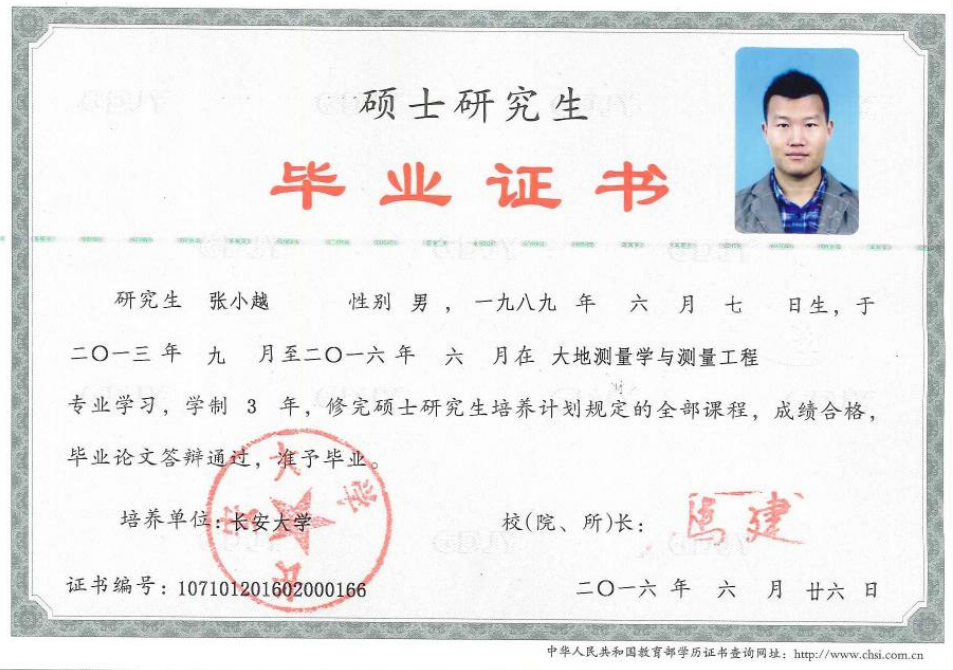 硕士研究生
毕业证书
研究生 张小越 性别 男 ，一九八九 年 六 月 七 日生，于
二〇一三 年 九 月至二〇一六 年 六 月在 大地测量学与测量工程
专业学习，学制 3 年，修完硕士研究生培养计划规定的全部课程，成绩合格，
毕业论文答辩通过，准予毕业。
培养单位：长安大学
校(院、所)长：
证书编号：107101201602000166
二〇一六 年 六 月 廿六 日
中华人民共和国教育部学历证书查询网址：http://www.chsi.com.cn